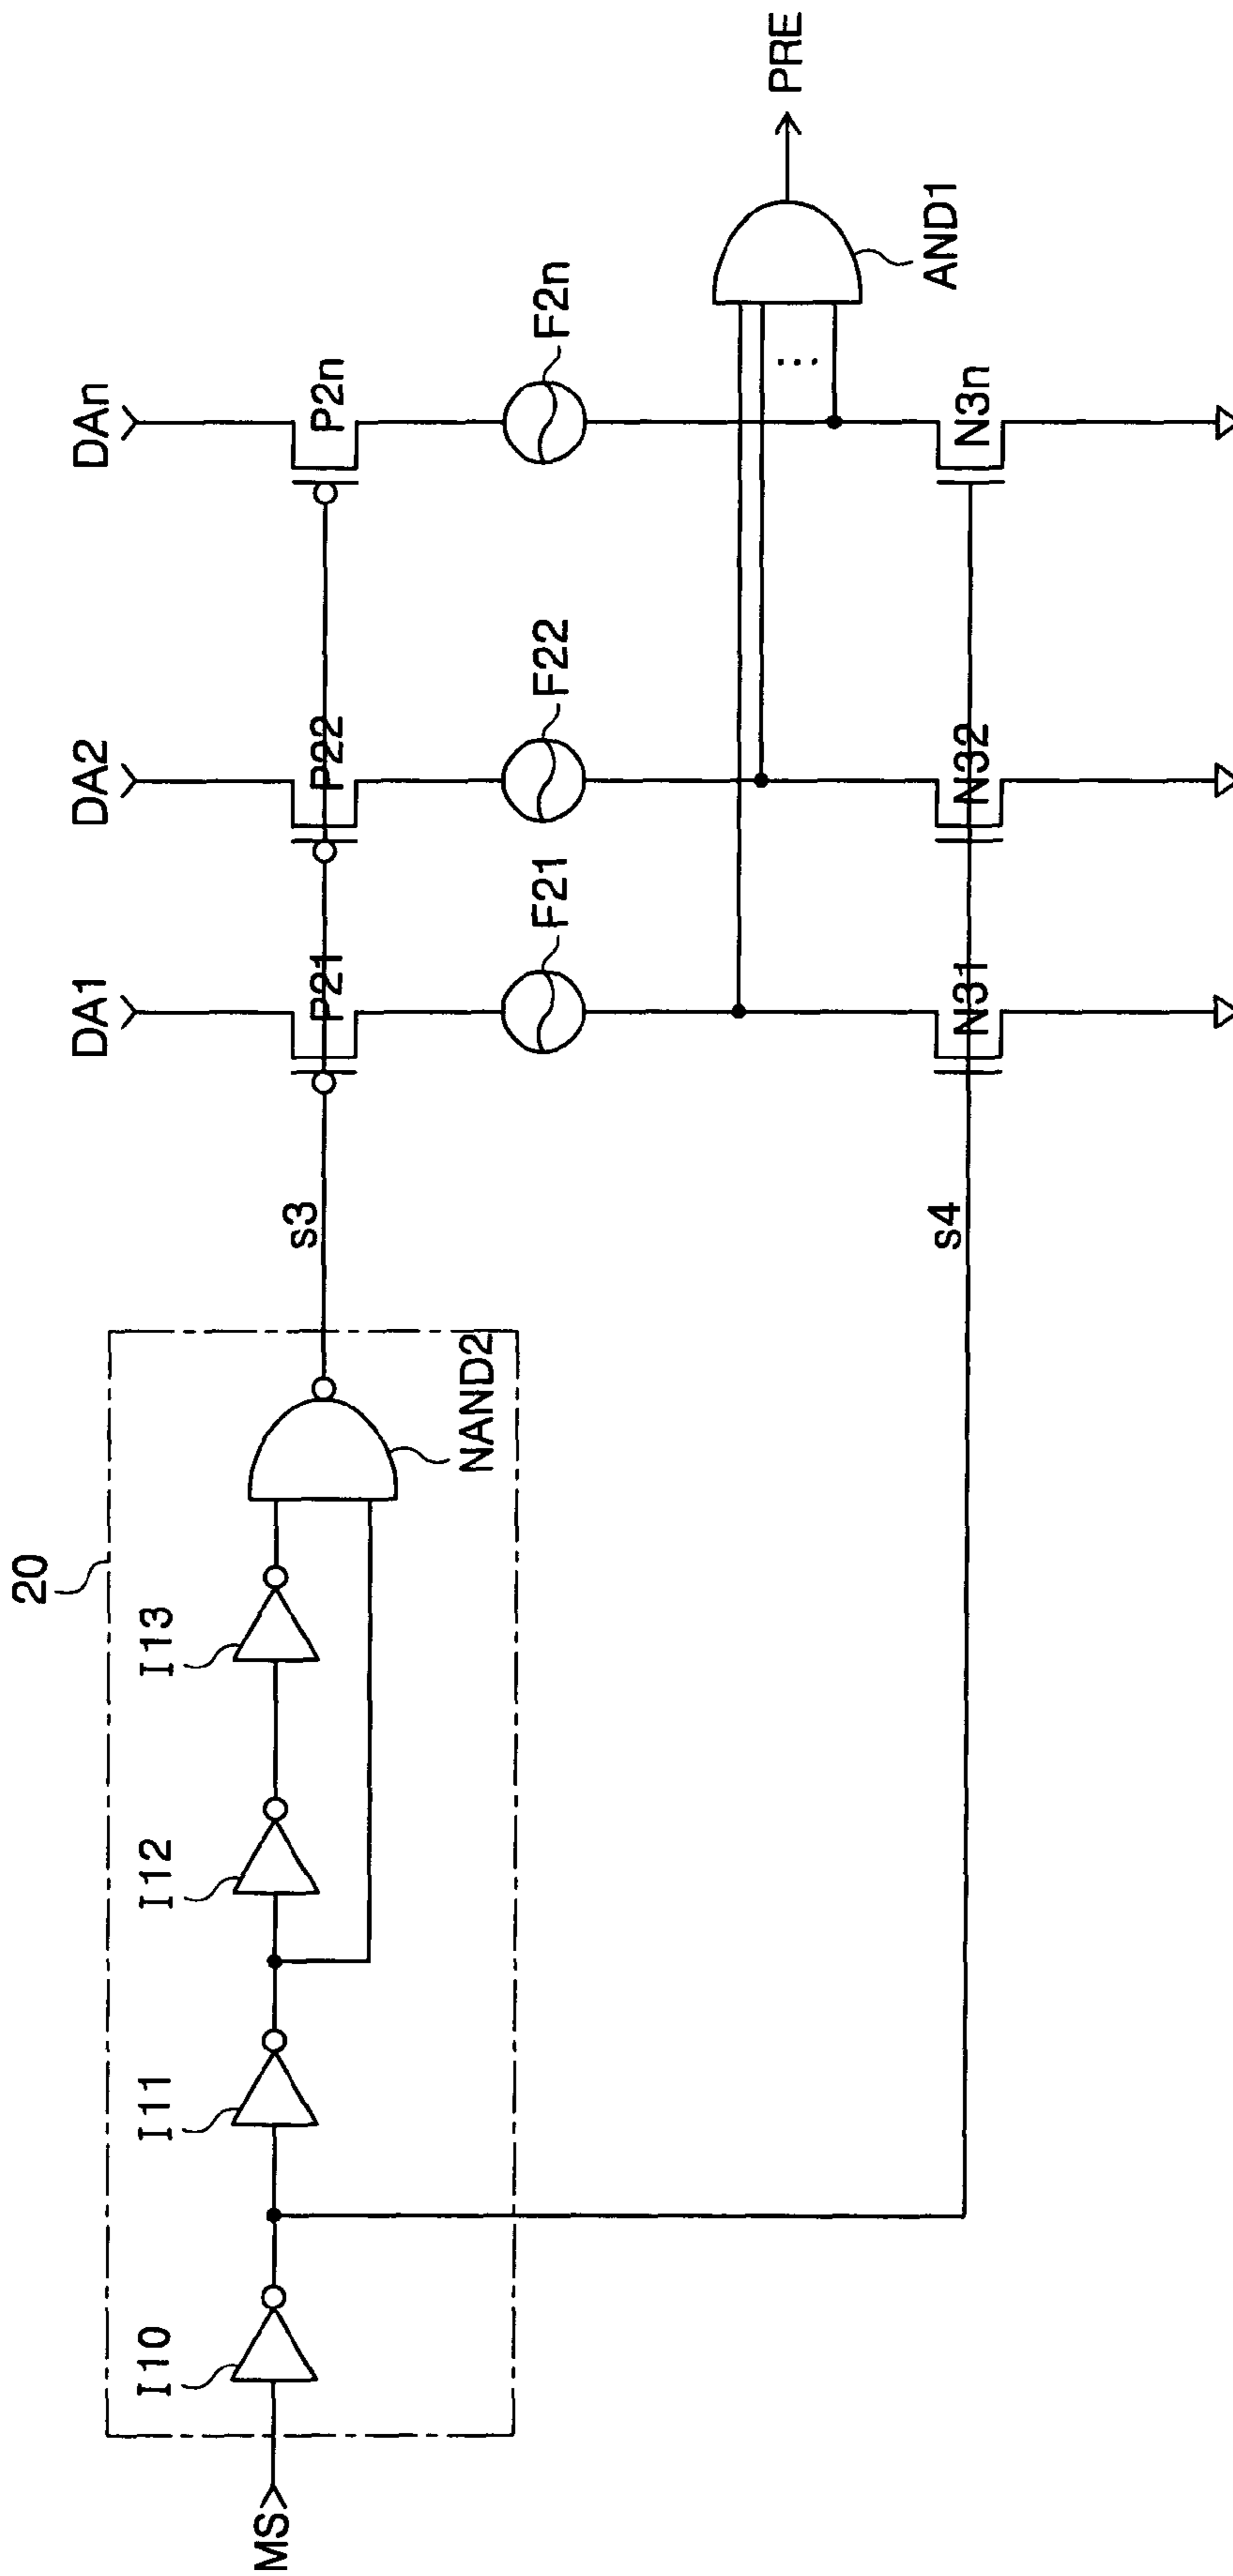 20
I10
I11
I12
I13
MS
NAND2
s3
s4
DA1
DA2
DAn
P21
P22
P2n
F21
F22
F2n
N31
N32
N3n
...
AND1
PRE